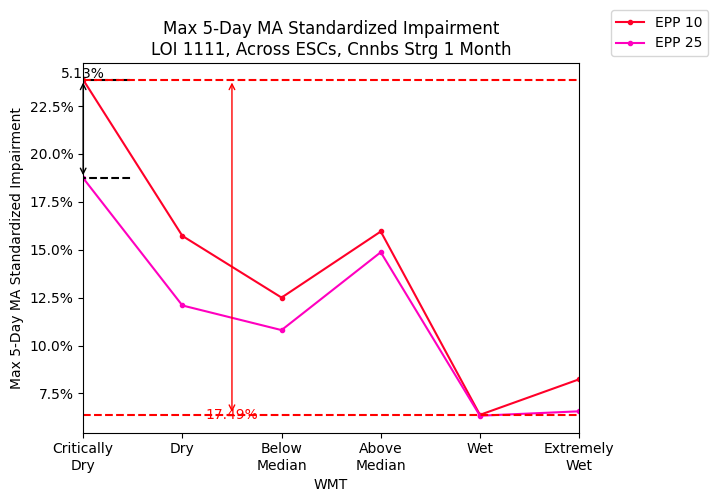 Max 5-Day MA Standardized Impairment
LOI 1111, Across ESCs, Cnnbs Strg 1 Month
EPP 10
EPP 25
5.13%
22.5%
20.0%
17.5%
15.0%
12.5%
10.0%
7.5%
Max 5-Day MA Standardized Impairment
17.49%
Critically
Dry
Dry
Below
Median
Above
Median
Wet
Extremely
Wet
WMT